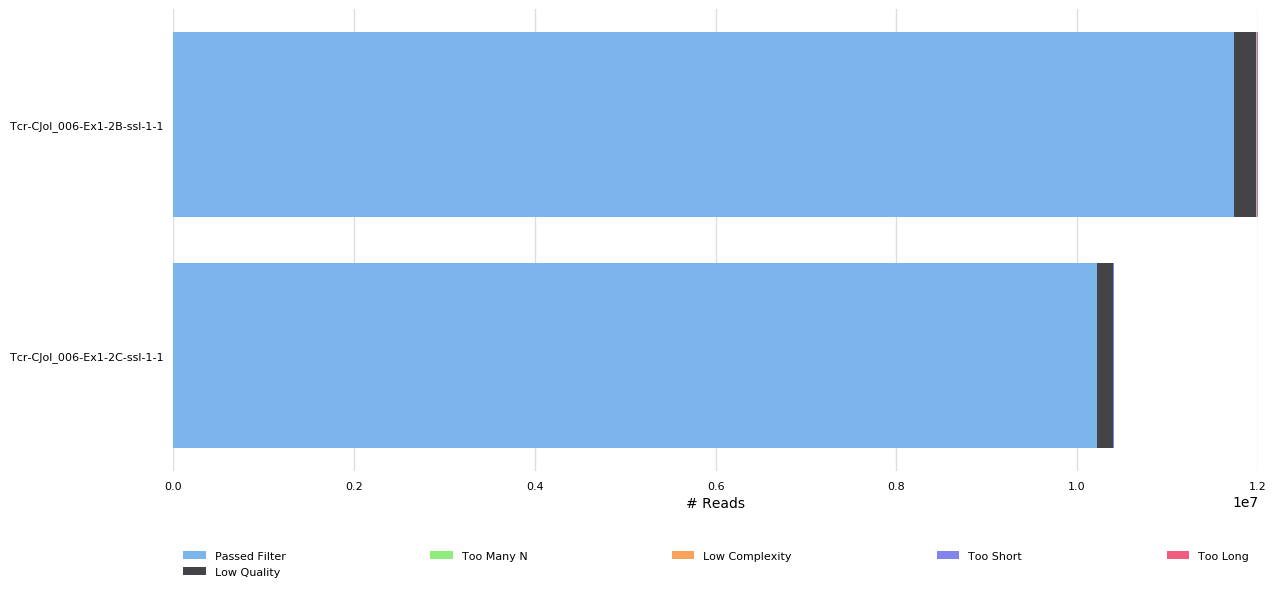 Tcr-CJol_006-Ex1-2B-ssl-1-1
Tcr-CJol_006-Ex1-2C-ssl-1-1
0.0 0.2 0.4 0.6 0.8 1.0 1.2
# Reads 1e7
Passed Filter Too Many N Low Complexity Too Short Too Long
Low Quality